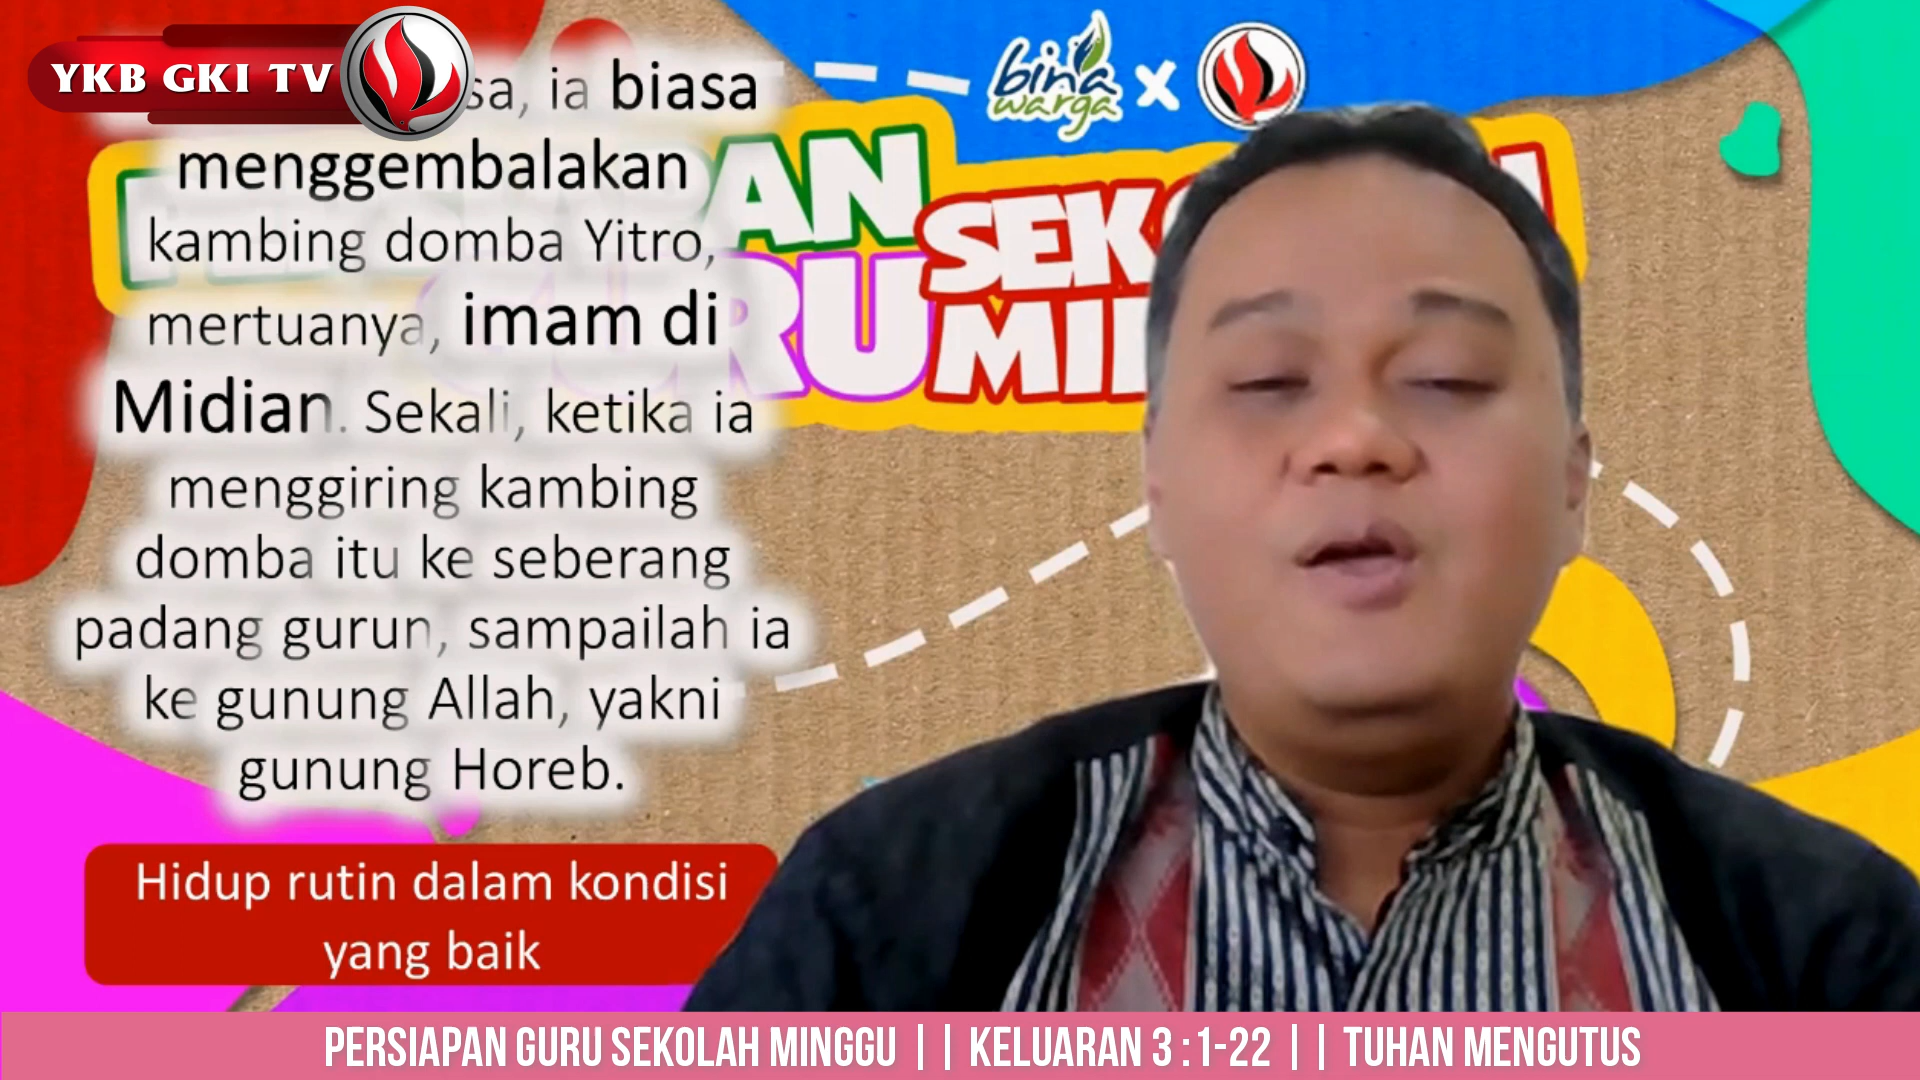 YKB GKI TV
bina
warga
x
sa, ia biasa
menggembalakan
kambing domba Yitro,
mertuanya, imam di
Midian. Sekali, ketika ia
menggiring kambing
domba itu ke seberang
padang gurun, sampailah ia
ke gunung Allah, yakni
gunung Horeb.
Hidup rutin dalam kondisi
yang baik
PERSIAPAN GURU SEKOLAH MINGGU || KELUARAN 3 :1-22 || TUHAN MENGUTUS